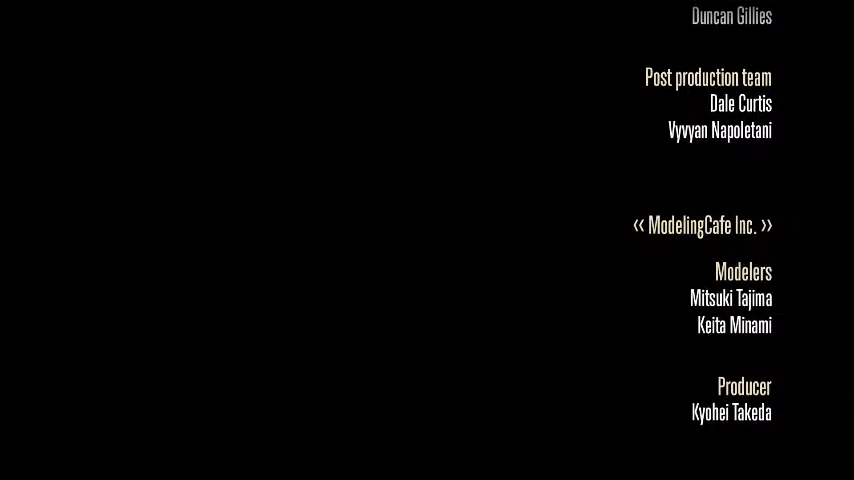 Duncan Gillies
Post production team
Dale Curtis
Vyvyan Napoletani
« ModelingCafe Inc. »
Modelers
Mitsuki Tajima
Keita Minami
Producer
Kyohei Takeda